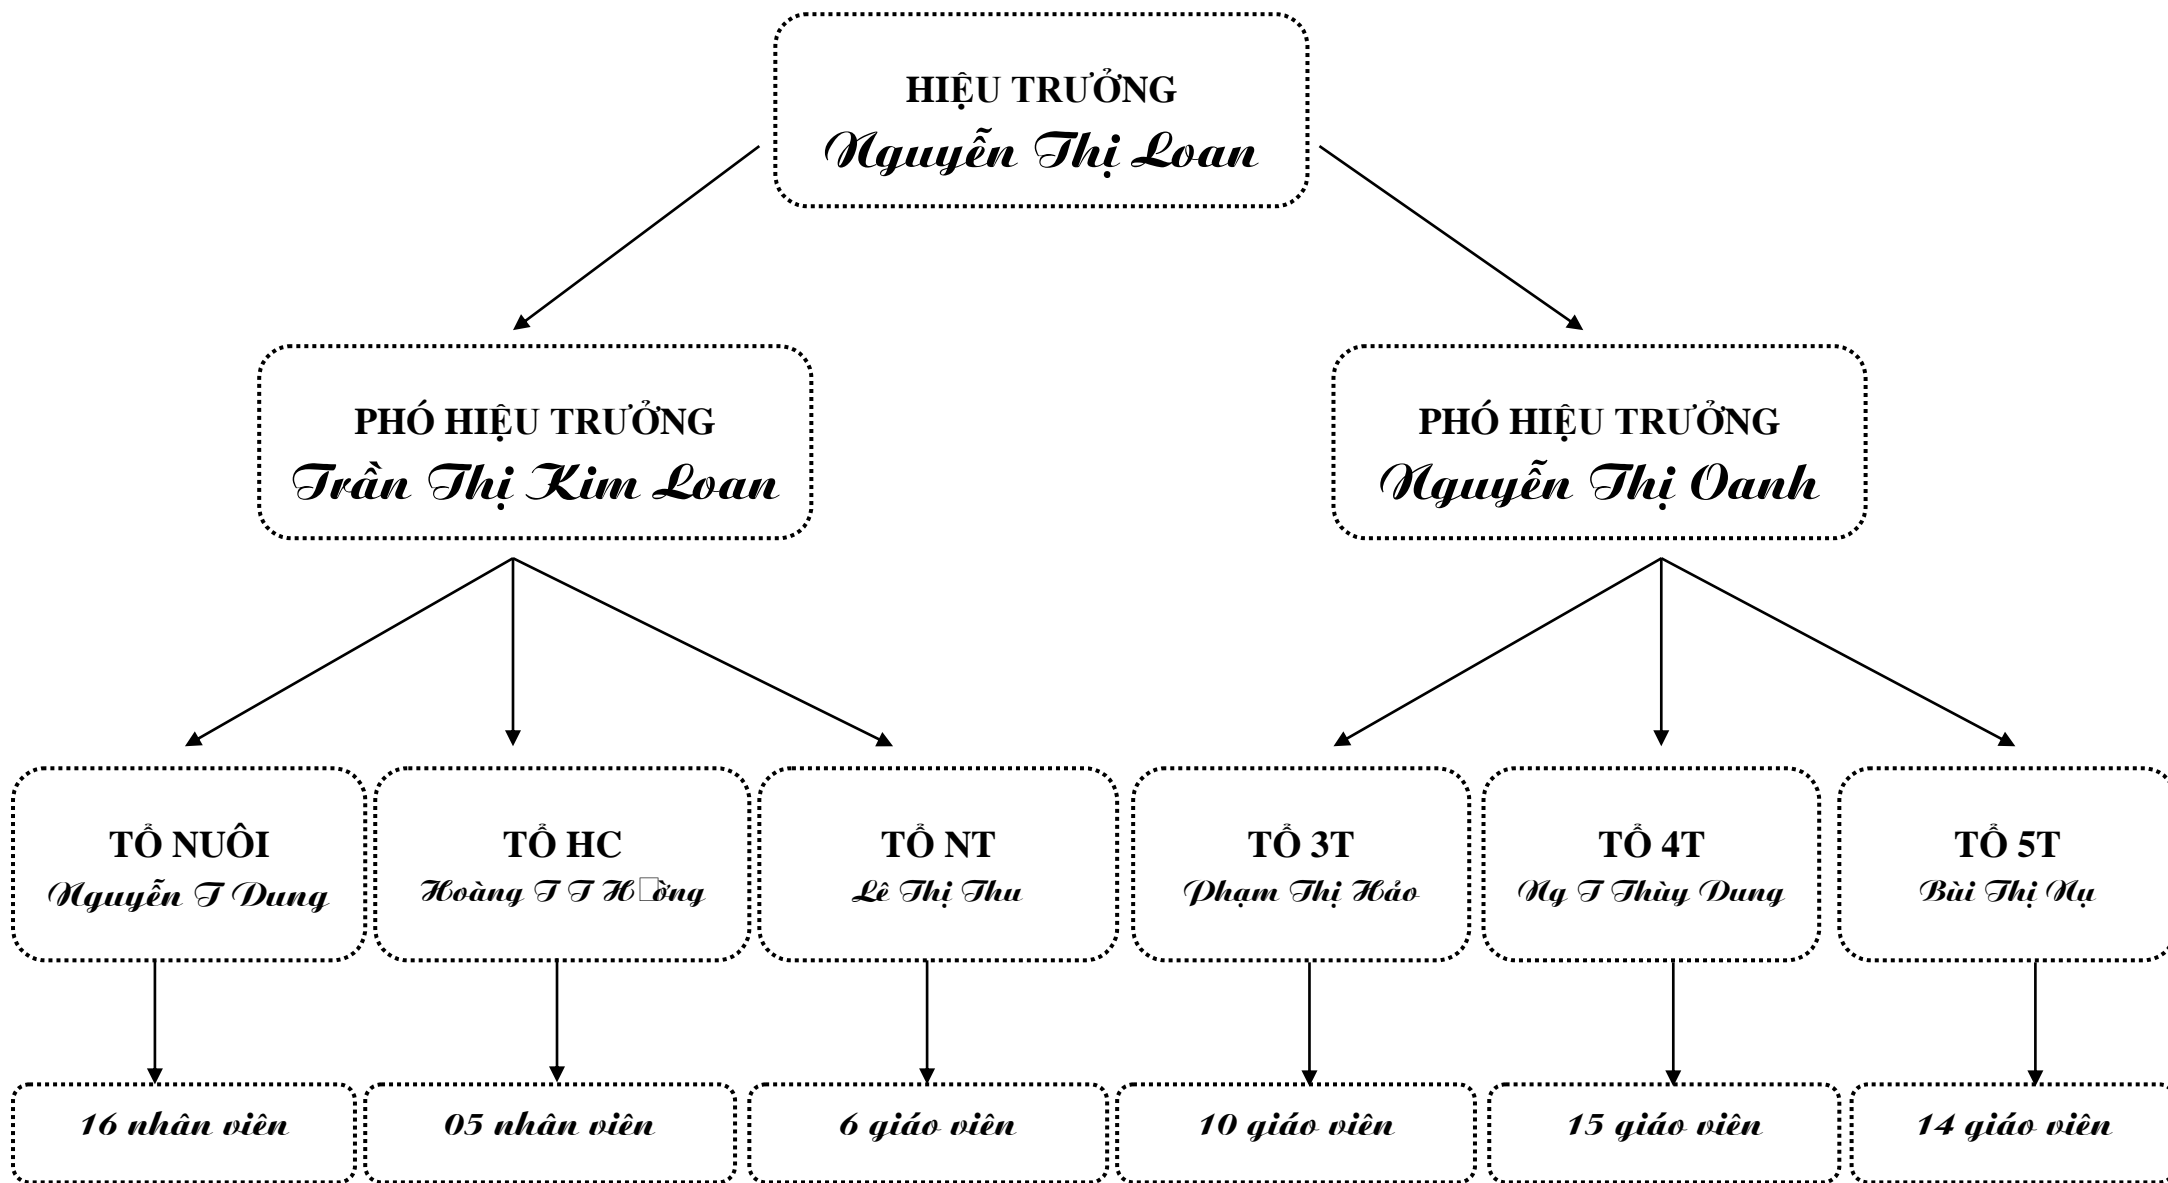 HIỆU TRƯỞNG
Nguyễn Thị Loan
PHÓ HIỆU TRƯỞNG
Trần Thị Kim Loan
PHÓ HIỆU TRƯỞNG
Nguyễn Thị Oanh
TỔ NUÔI
Nguyễn T Dung
TỔ HC
Hoàng T T
TỔ NT
Lê Thị Thu
TỔ 3T
Phạm Thị Hảo
TỔ 4T
Ng T Thùy Dung
TỔ 5T
Bùi Thị Nụ
16 nhân viên
05 nhân viên
6 giáo viên
10 giáo viên
15 giáo viên
14 giáo viên